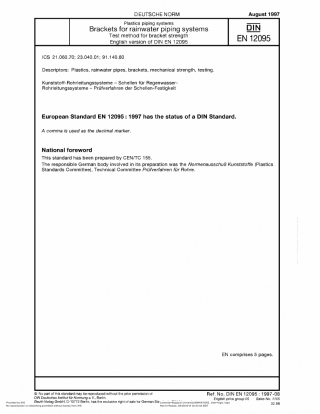 DEUTSCHE NORM
August 1997
Plastics piping systems
Brackets for rainwater piping systems
Test method for bracket strength
English version of DIN EN 12095
DIN
EN 12095
ICS 21.060.70; 23.040.01; 91.140.80
Descriptors: Plastics, rainwater pipes, brackets, mechanical strength, testing.
Kunststoff-Rohrleitungssysteme – Schellen für Regenwasser-
Rohrleitungssysteme – Prüfverfahren der Schellen-Festigkeit
European Standard EN 12095 : 1997 has the status of a DIN Standard.
A comma is used as the decimal marker.
National foreword
This standard has been prepared by CEN/TC 155.
The responsible German body involved in its preparation was the Normenausschuß Kunststoffe (Plastics
Standards Committee), Technical Committee Prüfverfahren für Rohre.
EN comprises 5 pages.
© No part of this standard may be reproduced without the prior permission of
DIN Deutsches Institut für Normung e.V., Berlin.
Beuth Verlag GmbH, D-10772 Berlin, has the exclusive right of sale for German
Ref. No. DIN EN 12095 : 1997-08
English price group 05 Sales No. 1105